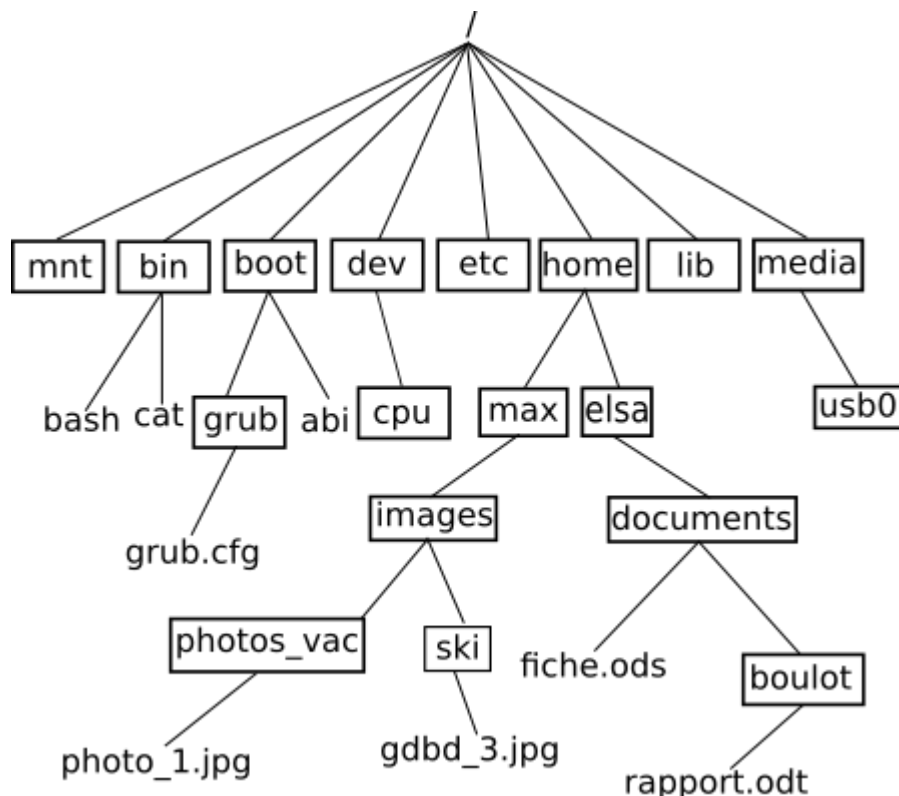 /
mnt bin boot dev etc home lib media
bash cat grub abi cpu max elsa usb0
grub.cfg images documents
photos_vac ski fiche.ods boulot
photo_1.jpg gdbd_3.jpg rapport.odt